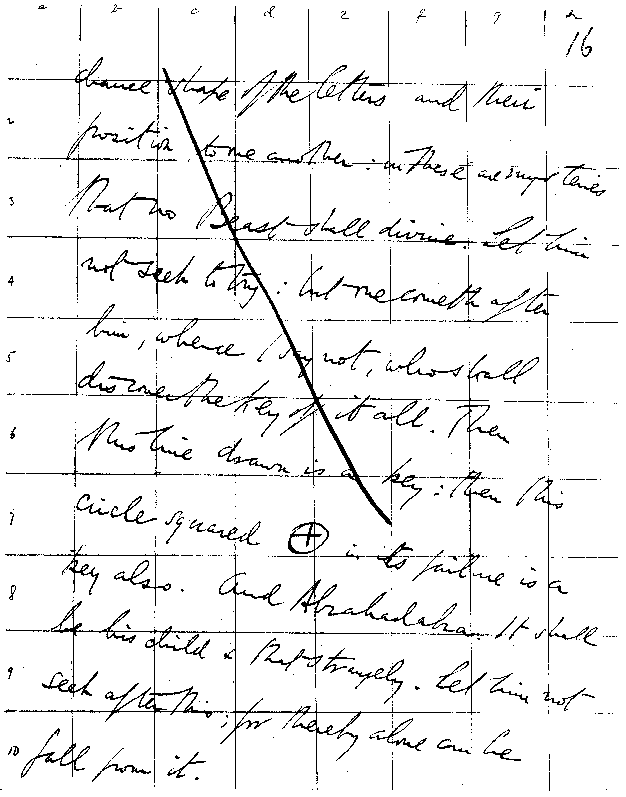 a b c d e f g h
16
chance shape of the letters and their
2
position to one another: in these are mysteries
3
that no Beast shall divine. Let him
4
not seek to try: but one cometh after
him, whence I say not, who shall
5
discover the key of it all. Then
6
this line drawn is a key: then this
7
circle squared in its failure is a
key also. And Abrahadabra. It shall
8
be his child & that strangely. Let him not
9
seek after this; for thereby alone can he
10
fall from it.